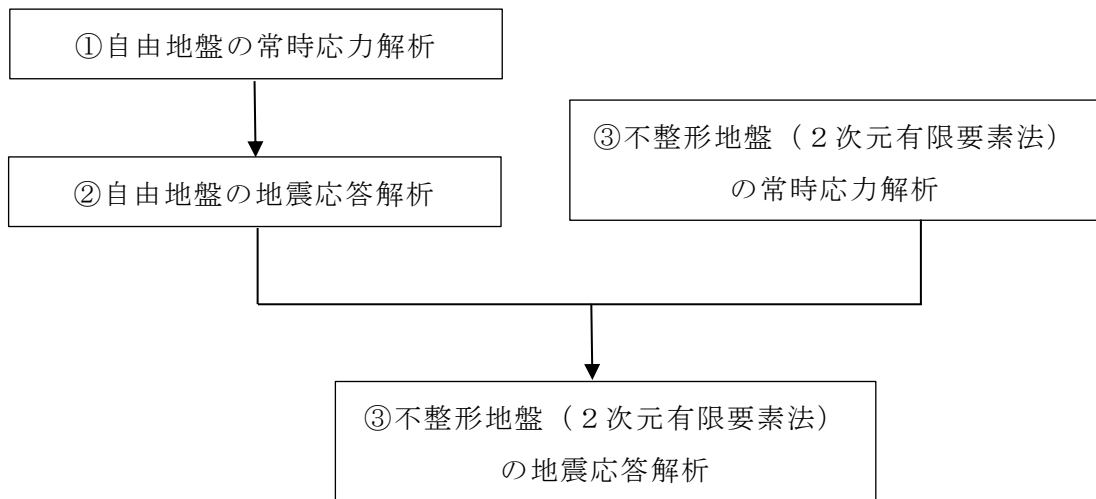 ①自由地盤の常時応力解析
②自由地盤の地震応答解析
③不整形地盤（２次元有限要素法）
の常時応力解析
③不整形地盤（２次元有限要素法）
の地震応答解析